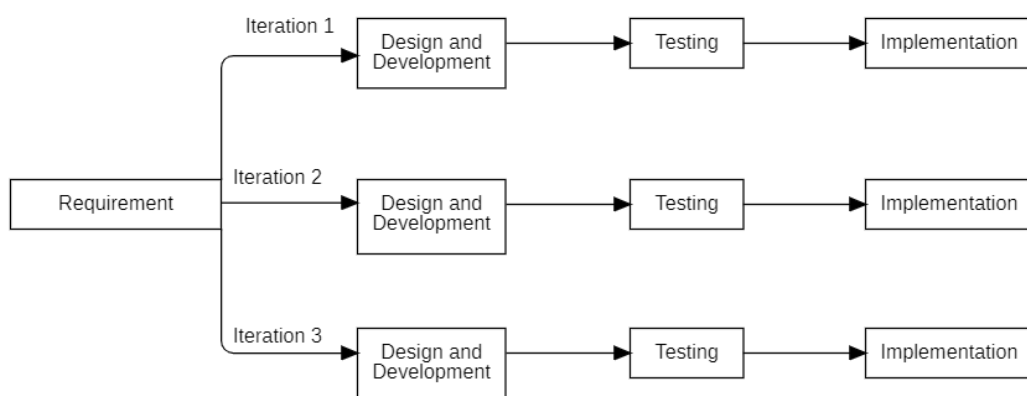 Iteration 1
Design and
Development
Testing
Implementation
Requirement
Iteration 2
Design and
Development
Testing
Implementation
Iteration 3
Design and
Development
Testing
Implementation